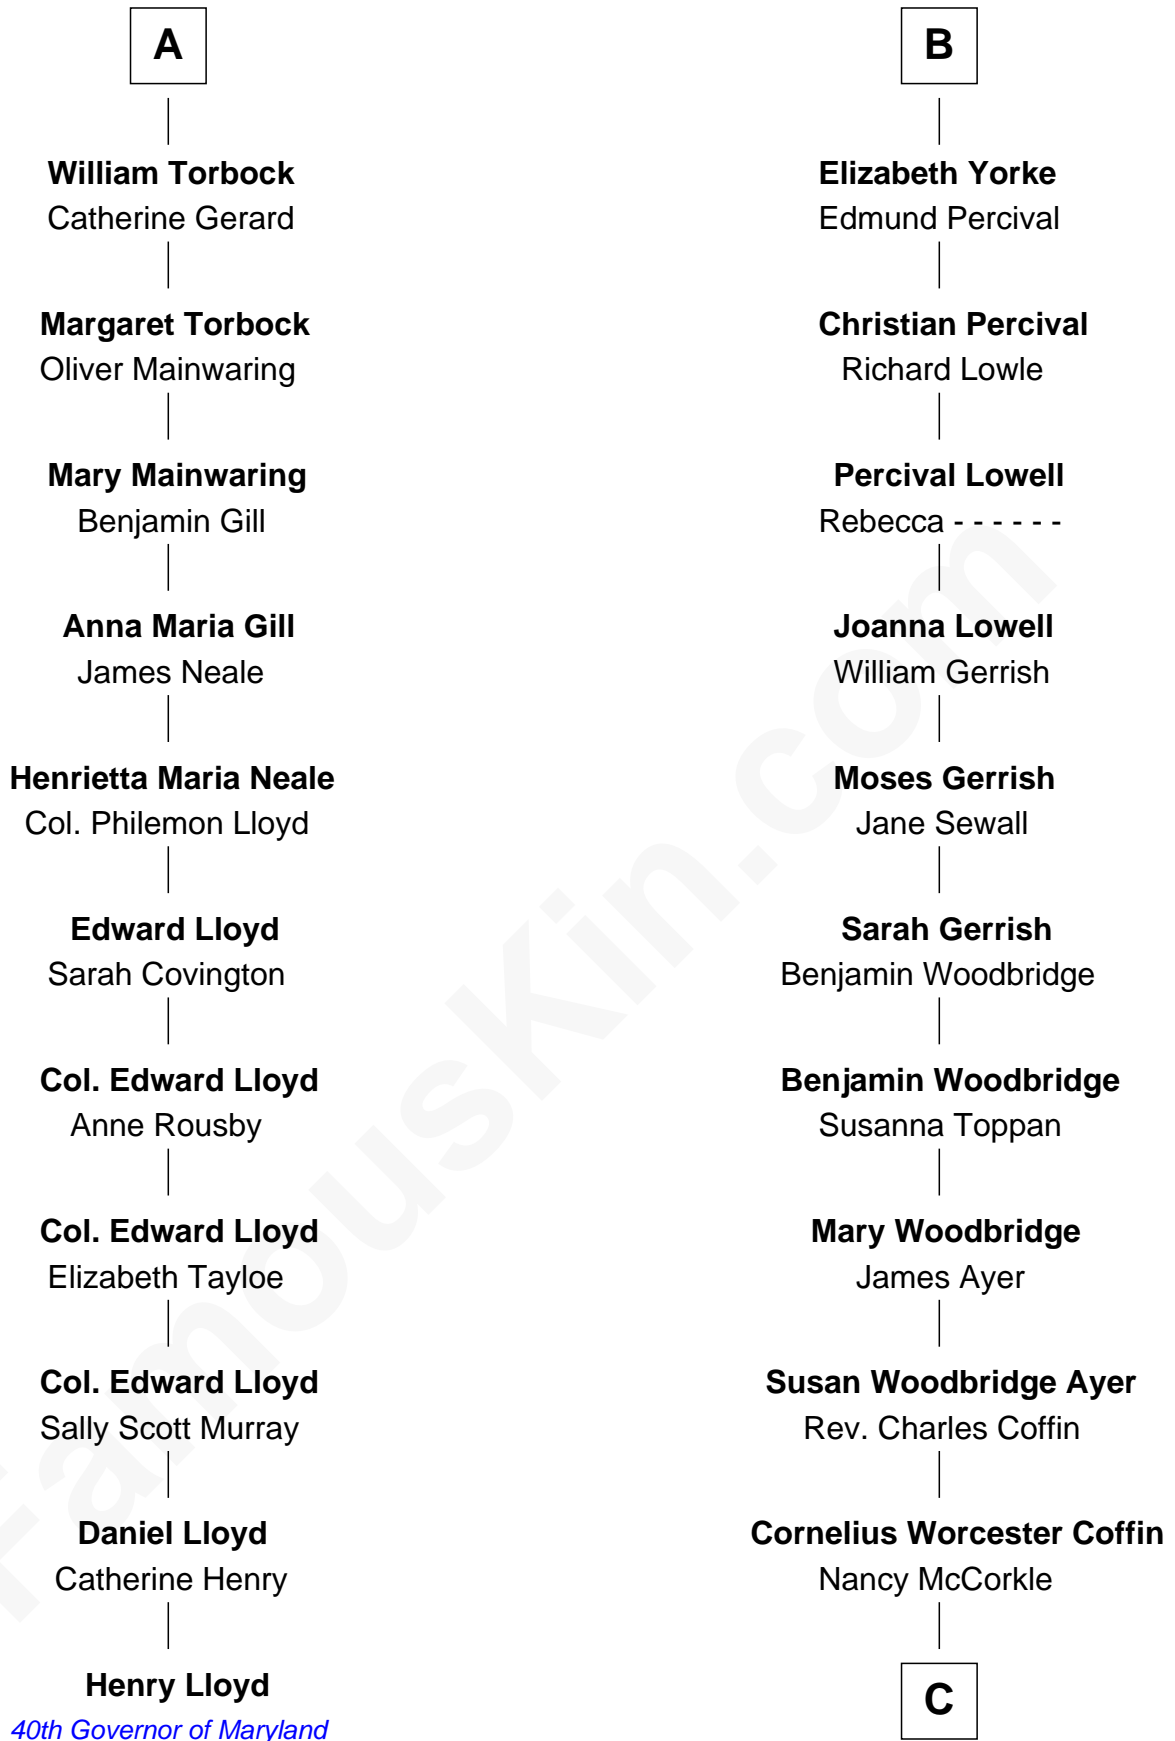 A
William Torbock
Catherine Gerard
Margaret Torbock
Oliver Mainwaring
Mary Mainwaring
Benjamin Gill
Anna Maria Gill
James Neale
Henrietta Maria Neale
Col. Philemon Lloyd
Edward Lloyd
Sarah Covington
Col. Edward Lloyd
Anne Rousby
Col. Edward Lloyd
Elizabeth Tayloe
Col. Edward Lloyd
Sally Scott Murray
Daniel Lloyd
Catherine Henry
Henry Lloyd
40th Governor of Maryland
B
Elizabeth Yorke
Edmund Percival
Christian Percival
Richard Lowle
Percival Lowell
Rebecca - - - - - -
Joanna Lowell
William Gerrish
Moses Gerrish
Jane Sewall
Sarah Gerrish
Benjamin Woodbridge
Benjamin Woodbridge
Susanna Toppan
Mary Woodbridge
James Ayer
Susan Woodbridge Ayer
Rev. Charles Coffin
Cornelius Worcester Coffin
Nancy McCorkle
C
FamousKin.com